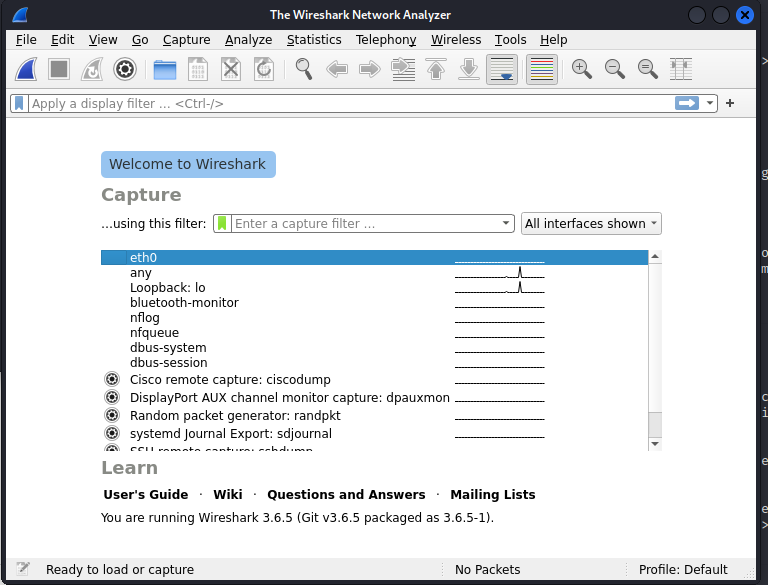 The Wireshark Network Analyzer
File Edit View Go Capture Analyze Statistics Telephony Wireless Tools Help
Apply a display filter … <Ctrl-/>
Welcome to Wireshark
Capture
…using this filter: Enter a capture filter … All interfaces shown
eth0
any
Loopback: lo
bluetooth-monitor
nflog
nfqueue
dbus-system
dbus-session
Cisco remote capture: ciscodump
DisplayPort AUX channel monitor capture: dpauxmon
Random packet generator: randpkt
systemd Journal Export: sdjournal
SSH remote capture: sshdump
Learn
User's Guide · Wiki · Questions and Answers · Mailing Lists
You are running Wireshark 3.6.5 (Git v3.6.5 packaged as 3.6.5-1).
Ready to load or capture No Packets Profile: Default